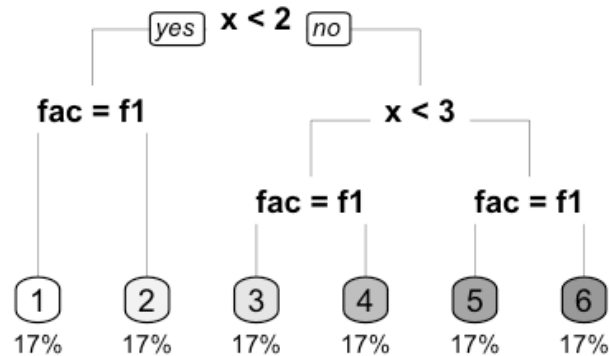 yes x < 2 no
fac = f1 x < 3
fac = f1 fac = f1
1 2 3 4 5 6
17% 17% 17% 17% 17% 17%